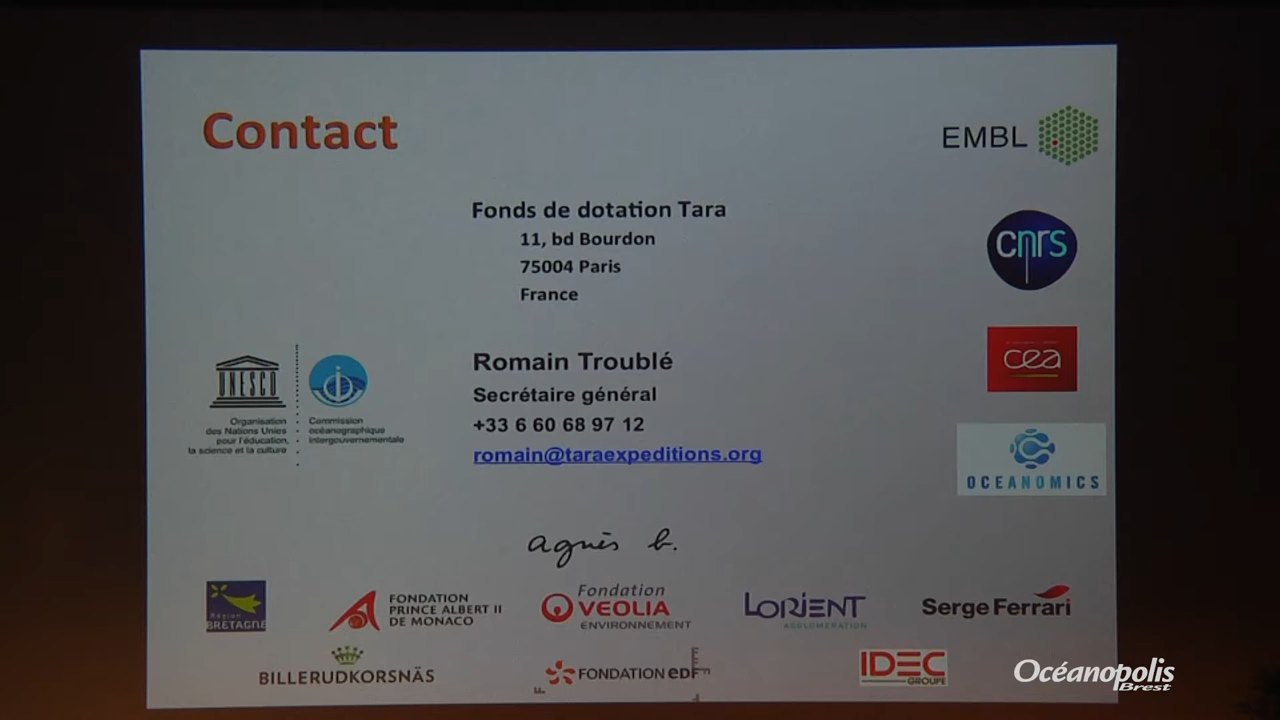 Contact
EMBL
Fonds de dotation Tara
11, bd Bourdon
75004 Paris
France
cnrs
cea
Romain Troublé
Secrétaire général
+33 6 60 68 97 12
romain@taraexpeditions.org
UNESCO
Organisation
des Nations Unies
pour l'éducation,
la science et la culture
Commission
océanographique
intergouvernementale
OCEANOMICS
agnès b.
Région
BRETAGNE
FONDATION
PRINCE ALBERT II
DE MONACO
Fondation
VEOLIA
ENVIRONNEMENT
LORIENT
AGGLOMÉRATION
Serge Ferrari
BILLERUDKORSNÄS
FONDATION eDF
IDEC
GROUPE
Océanopolis
Brest